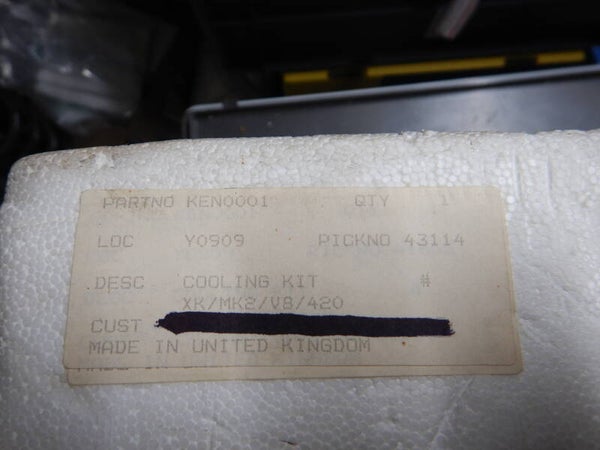 PARTNO KEN0001 QTY 1
LOC Y0909 PICKNO 43114
DESC COOLING KIT #
XK/MK2/V8/420
CUST
MADE IN UNITED KINGDOM